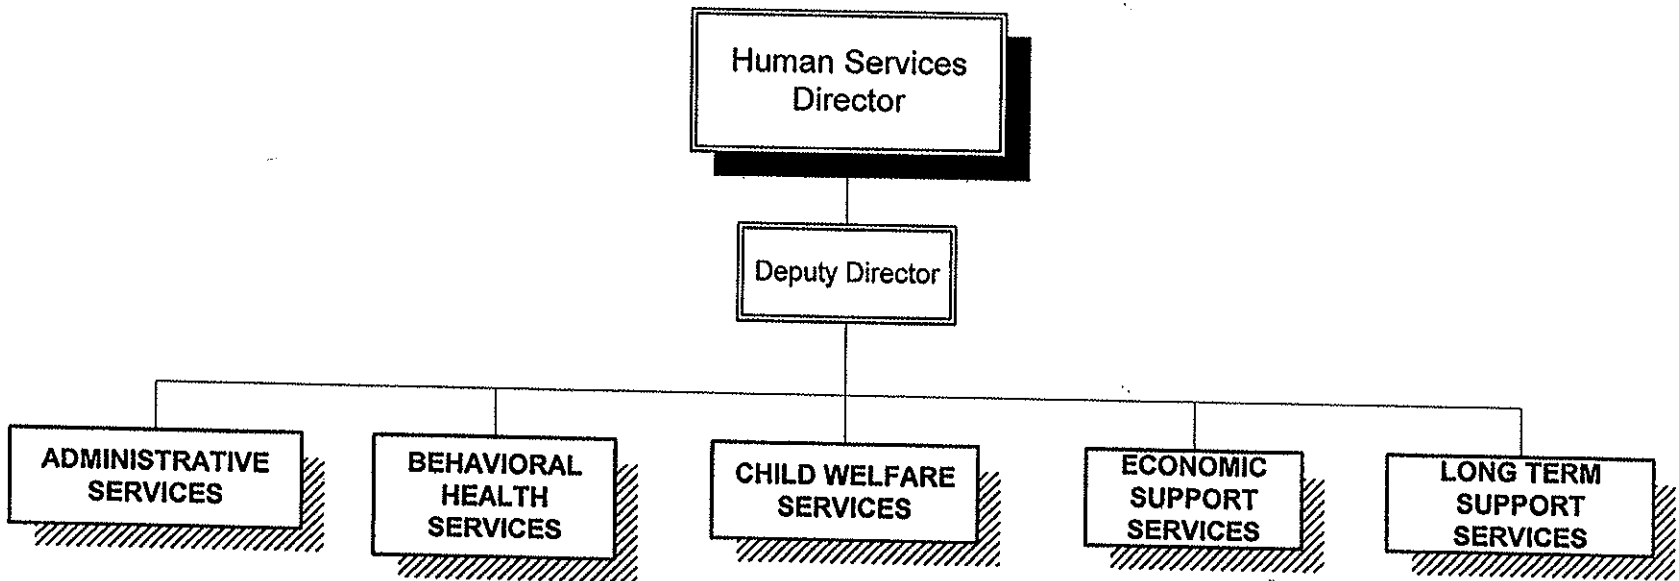 Human Services
Director
Deputy Director
ADMINISTRATIVE
SERVICES
BEHAVIORAL
HEALTH
SERVICES
CHILD WELFARE
SERVICES
ECONOMIC
SUPPORT
SERVICES
LONG TERM
SUPPORT
SERVICES